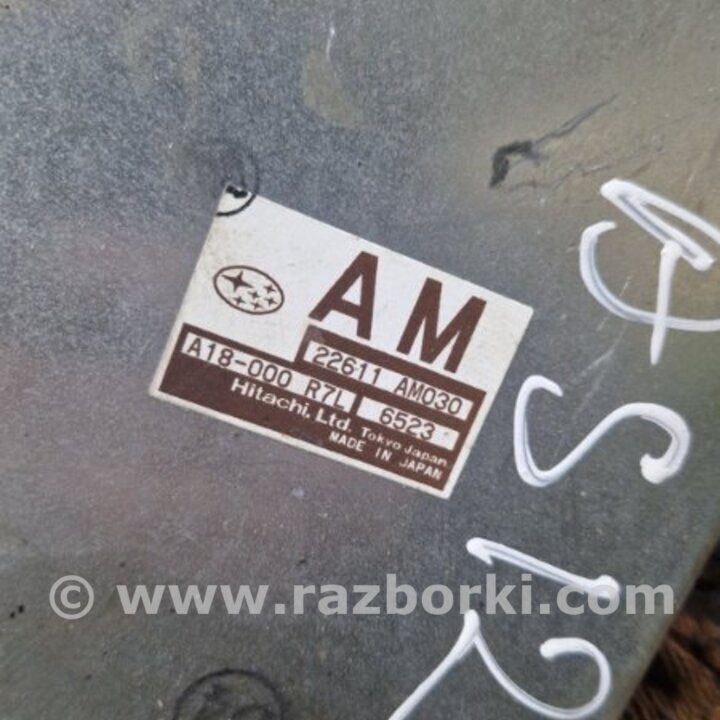 AM
22611 AM030
A18-000 R7L
6523
Hitachi, Ltd. Tokyo Japan
MADE IN JAPAN
© www.razborki.com